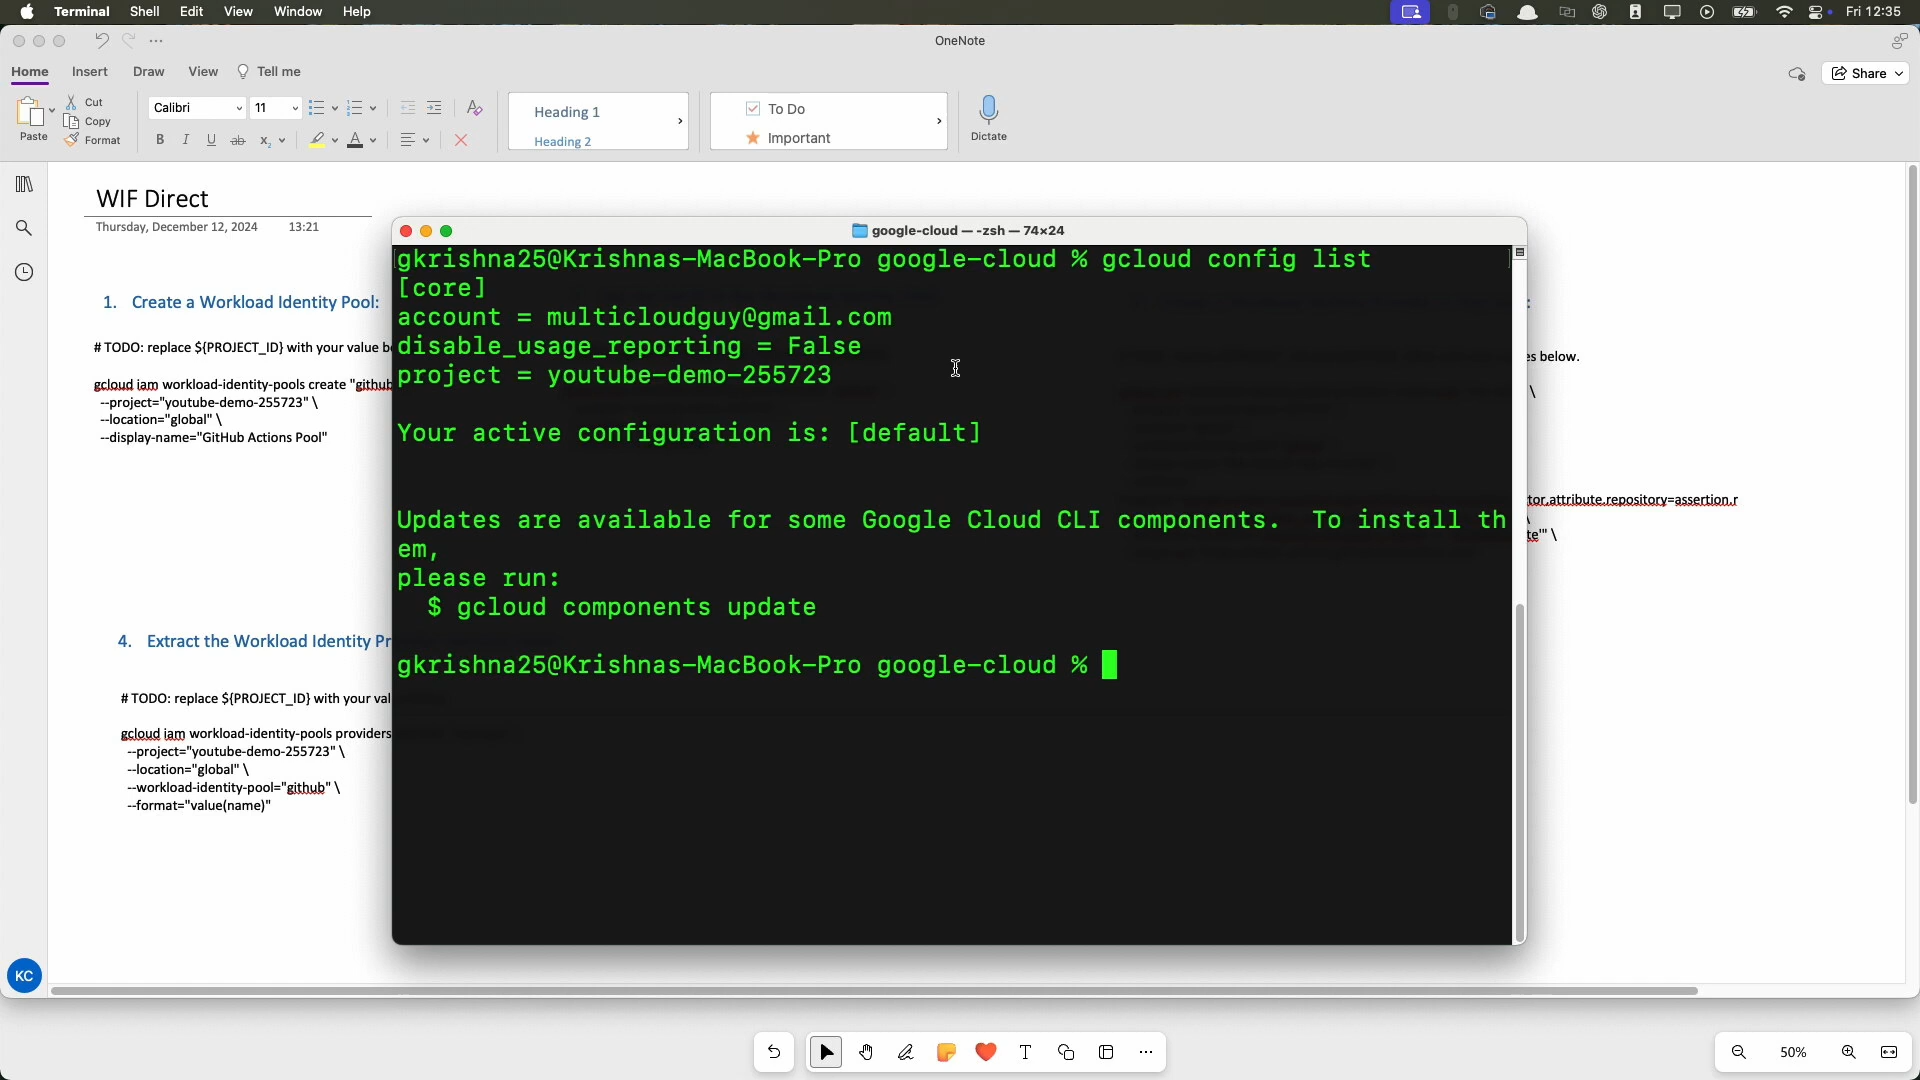 Terminal Shell Edit View Window Help Fri 12:35
OneNote
Home Insert Draw View Tell me Share
Paste Cut Copy Format Calibri 11 Heading 1 Heading 2 To Do Important Dictate
B I U ab X₂ A
WIF Direct
Thursday, December 12, 2024 13:21
1. Create a Workload Identity Pool:
# TODO: replace ${PROJECT_ID} with your value b
gcloud iam workload-identity-pools create "github
--project="youtube-demo-255723" \
--location="global" \
--display-name="GitHub Actions Pool"
4. Extract the Workload Identity Pr
# TODO: replace ${PROJECT_ID} with your val
gcloud iam workload-identity-pools providers
--project="youtube-demo-255723" \
--location="global" \
--workload-identity-pool="github" \
--format="value(name)"
google-cloud — -zsh — 74×24
gkrishna25@Krishnas-MacBook-Pro google-cloud % gcloud config list
[core]
account = multicloudguy@gmail.com
disable_usage_reporting = False
project = youtube-demo-255723
Your active configuration is: [default]
Updates are available for some Google Cloud CLI components.  To install th
em,
please run:
  $ gcloud components update
gkrishna25@Krishnas-MacBook-Pro google-cloud %
:
es below.
\
tor,attribute.repository=assertion.r
\
te'" \
KC
T 50%